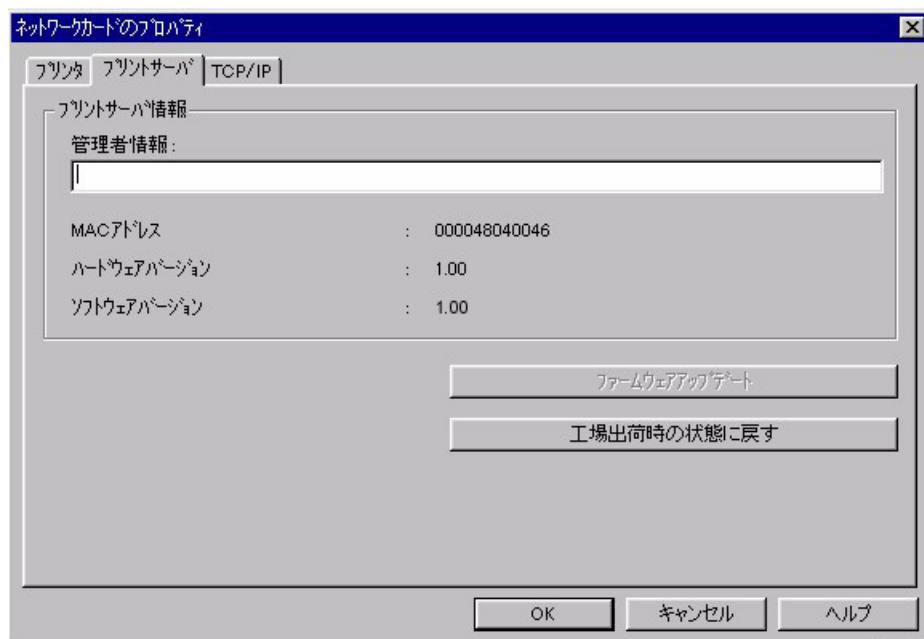 ネットワークカードのプロパティ
プリンタ プリントサーバ TCP/IP
プリントサーバ情報
管理者情報:
MACアドレス : 000048040046
ハードウェアバージョン : 1.00
ソフトウェアバージョン : 1.00
ファームウェアアップデート
工場出荷時の状態に戻す
OK キャンセル ヘルプ